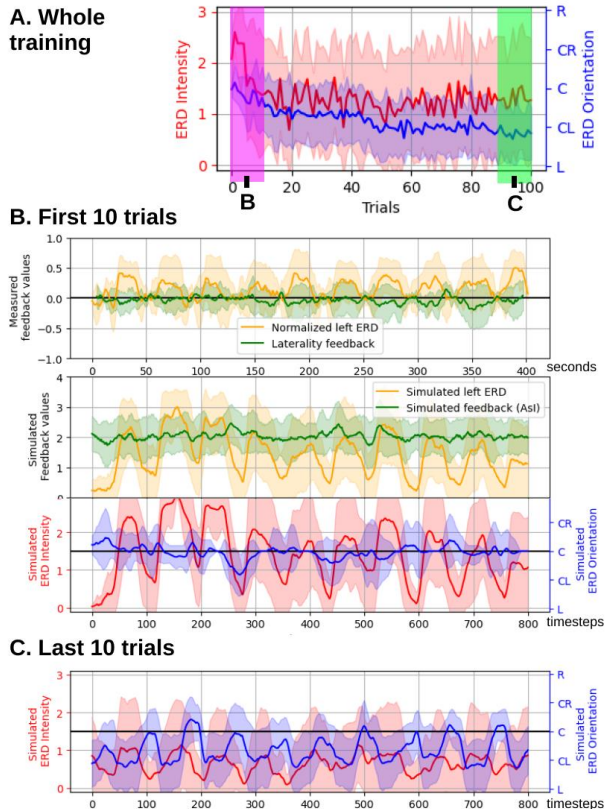 A. Whole
training
3
2
1
0
ERD Intensity
R
CR
C
CL
L
ERD Orientation
0 20 40 60 80 100
B
C
Trials
B. First 10 trials
1.0
0.5
0.0
−0.5
−1.0
Measured
feedback values
Normalized left ERD
Laterality feedback
0 50 100 150 200 250 300 350 400
seconds
4
3
2
1
0
Simulated
Feedback values
Simulated left ERD
Simulated feedback (AsI)
2
1
0
Simulated
ERD Intensity
CR
C
CL
L
Simulated
ERD Orientation
0 100 200 300 400 500 600 700 800
timesteps
C. Last 10 trials
3
2
1
0
Simulated
ERD Intensity
R
CR
C
CL
L
Simulated
ERD Orientation
0 100 200 300 400 500 600 700 800
timesteps